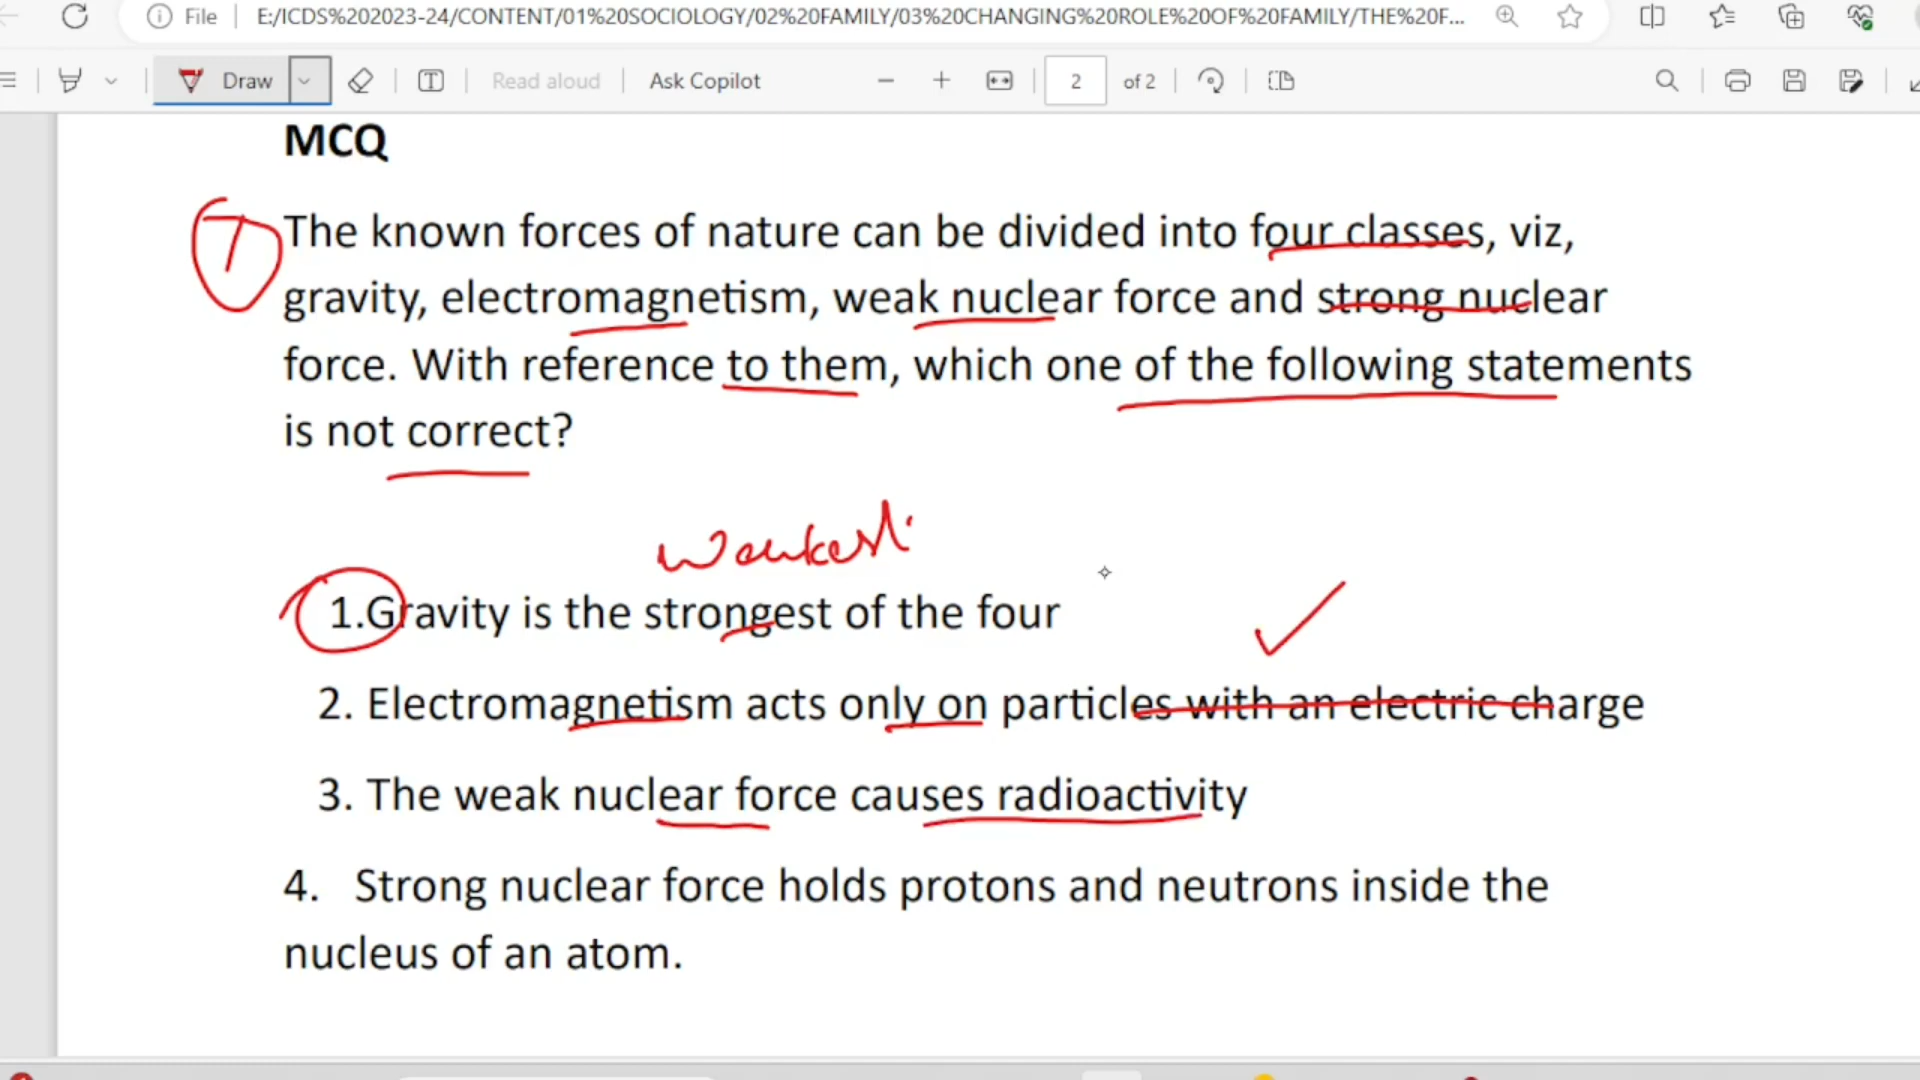 File E:/ICDS%202023-24/CONTENT/01%20SOCIOLOGY/02%20FAMILY/03%20CHANGING%20ROLE%20OF%20FAMILY/THE%20F...
Draw Read aloud Ask Copilot 2 of 2
MCQ
The known forces of nature can be divided into four classes, viz,
gravity, electromagnetism, weak nuclear force and strong nuclear
force. With reference to them, which one of the following statements
is not correct?
Weakest
1.Gravity is the strongest of the four
2. Electromagnetism acts only on particles with an electric charge
3. The weak nuclear force causes radioactivity
4. Strong nuclear force holds protons and neutrons inside the
nucleus of an atom.